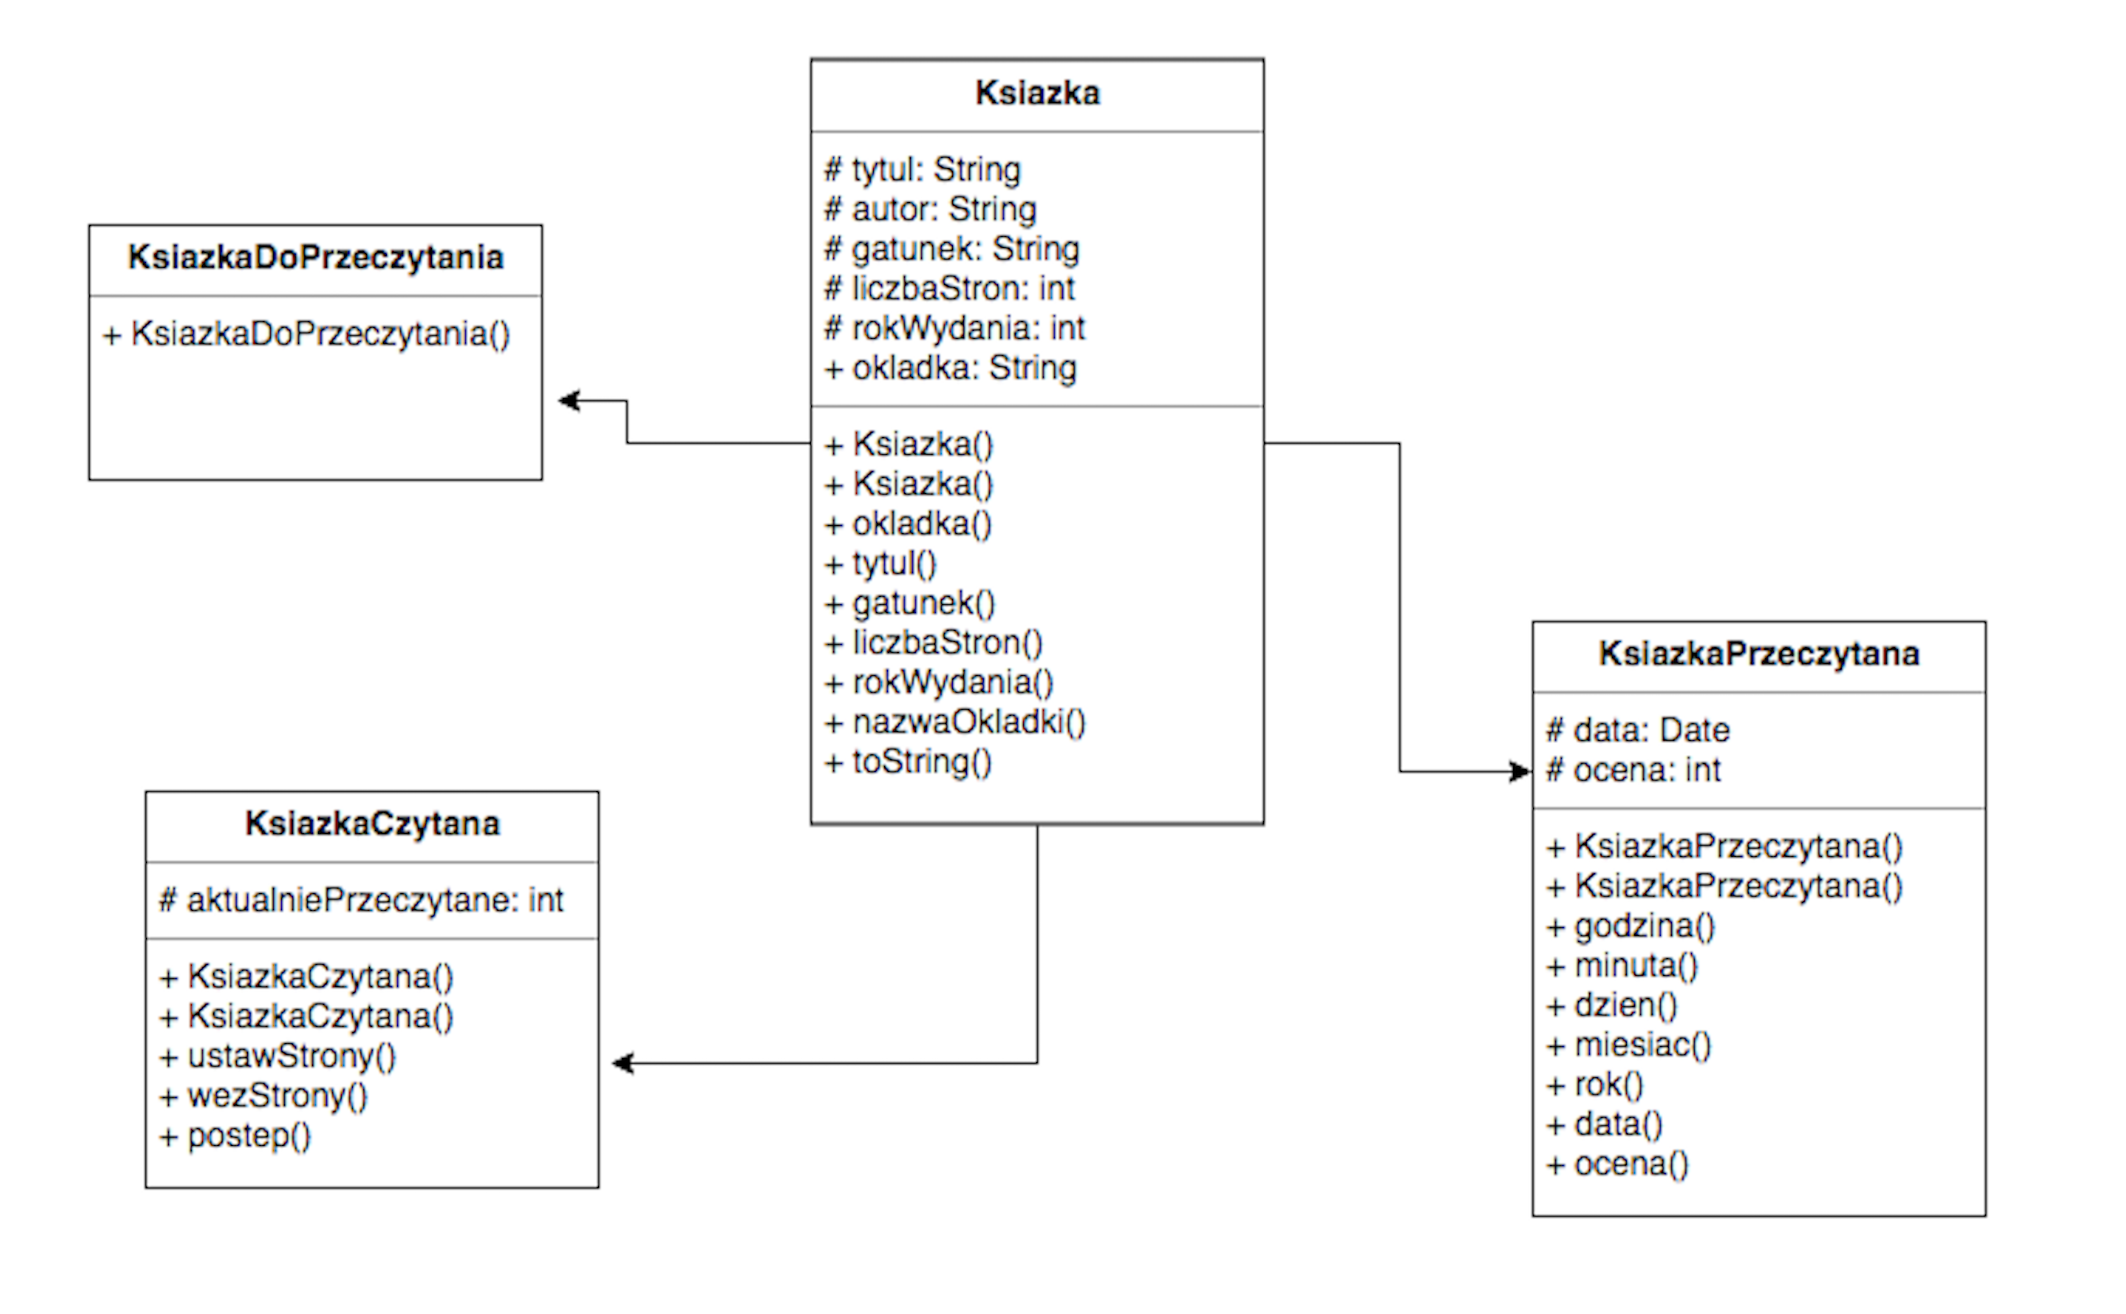 Ksiazka
# tytul: String
# autor: String
# gatunek: String
# liczbaStron: int
# rokWydania: int
+ okladka: String
+ Ksiazka()
+ Ksiazka()
+ okladka()
+ tytul()
+ gatunek()
+ liczbaStron()
+ rokWydania()
+ nazwaOkladki()
+ toString()
KsiazkaDoPrzeczytania
+ KsiazkaDoPrzeczytania()
KsiazkaCzytana
# aktualniePrzeczytane: int
+ KsiazkaCzytana()
+ KsiazkaCzytana()
+ ustawStrony()
+ wezStrony()
+ postep()
KsiazkaPrzeczytana
# data: Date
# ocena: int
+ KsiazkaPrzeczytana()
+ KsiazkaPrzeczytana()
+ godzina()
+ minuta()
+ dzien()
+ miesiac()
+ rok()
+ data()
+ ocena()